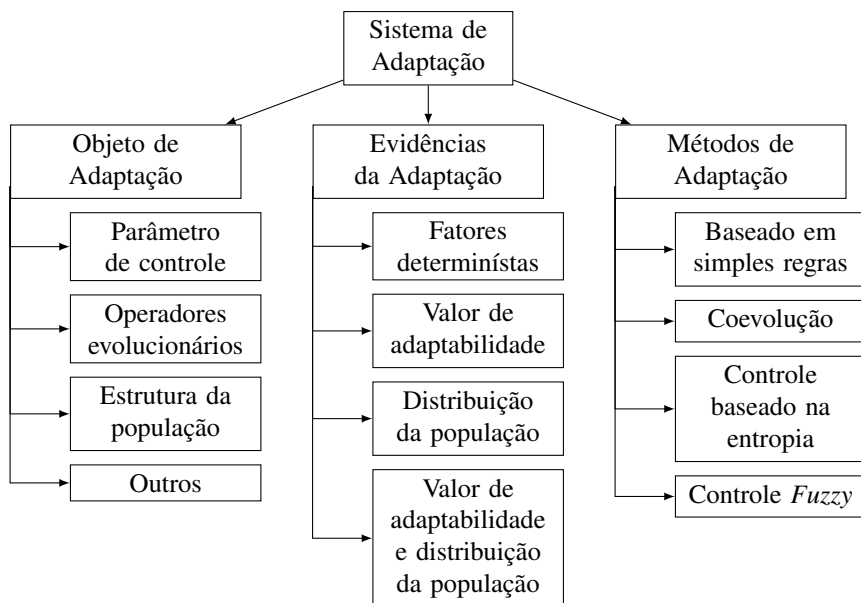 Sistema de
Adaptação
Objeto de
Adaptação
Parâmetro
de controle
Operadores
evolucionários
Estrutura da
população
Outros
Evidências
da Adaptação
Fatores
determinístas
Valor de
adaptabilidade
Distribuição
da população
Valor de
adaptabilidade
e distribuição
da população
Métodos de
Adaptação
Baseado em
simples regras
Coevolução
Controle
baseado na
entropia
Controle Fuzzy